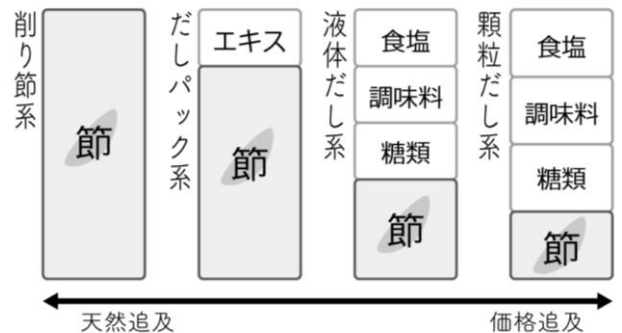 削り節系
節
だしパック系
エキス
節
液体だし系
食塩
調味料
糖類
節
顆粒だし系
食塩
調味料
糖類
節
天然追及
価格追及